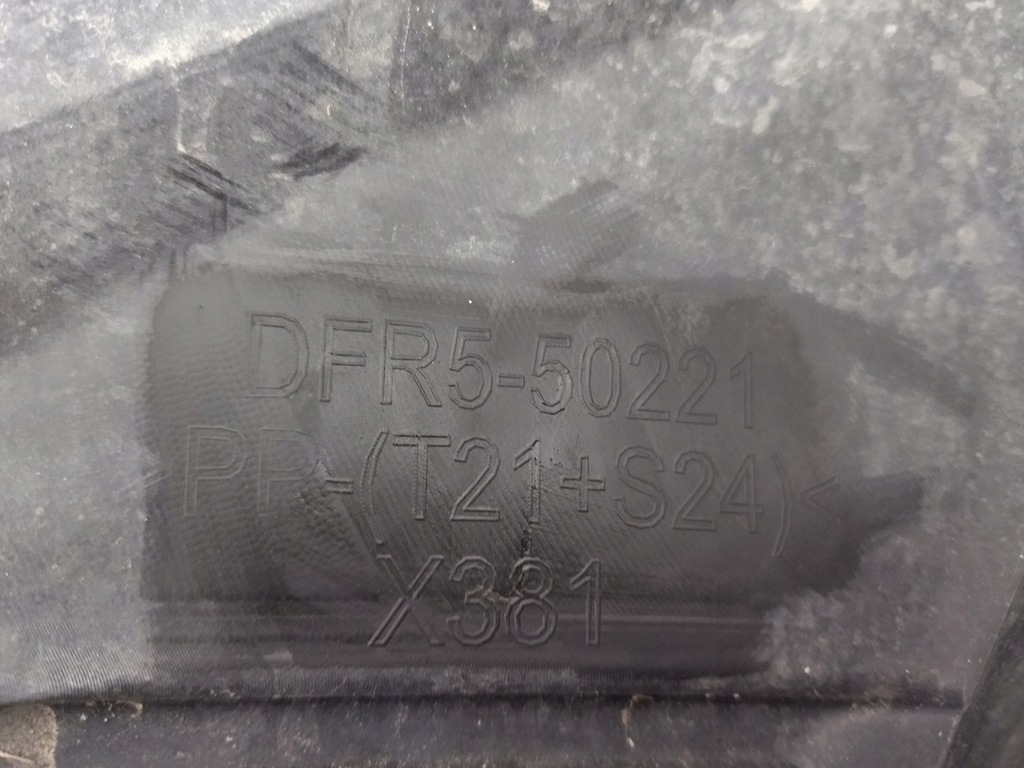 DFR5-50221
>PP-(T21+S24)<
X381